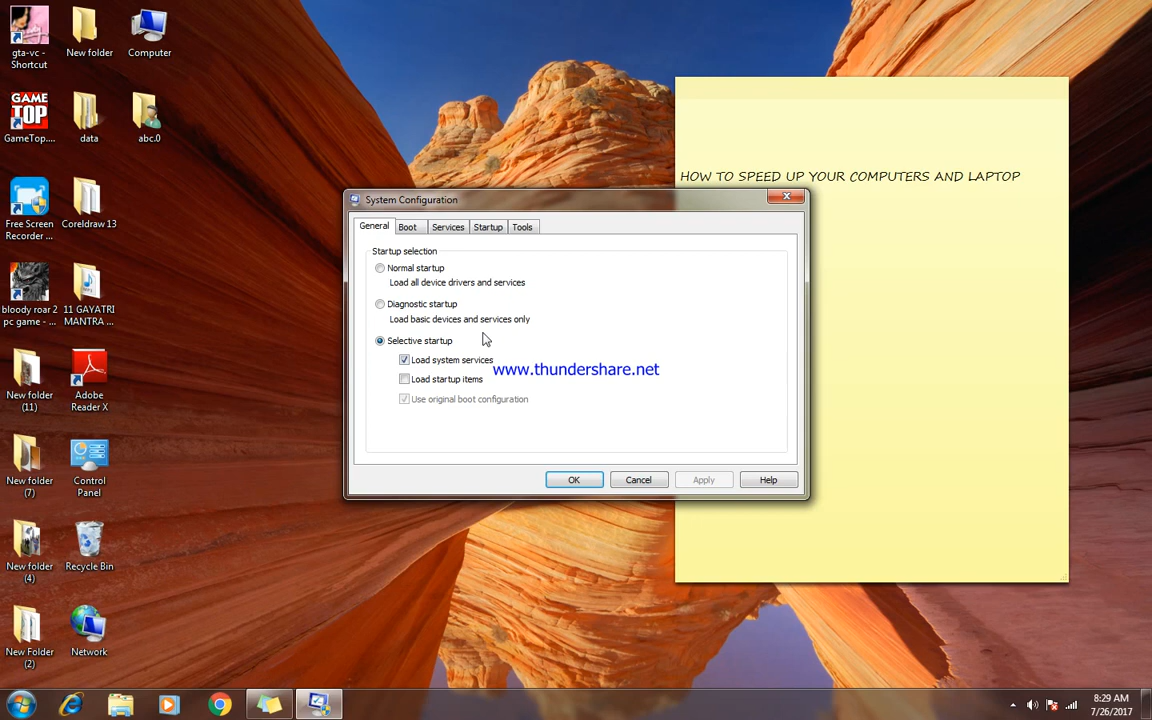 gta-vc -
Shortcut
New folder
Computer
GAME
TOP
GameTop....
data
abc.0
Free Screen
Recorder ...
Coreldraw 13
bloody roar 2
pc game - ...
11 GAYATRI
MANTRA ...
New folder
(11)
Adobe
Reader X
New folder
(7)
Control
Panel
New folder
(4)
Recycle Bin
New Folder
(2)
Network
HOW TO SPEED UP YOUR COMPUTERS AND LAPTOP
System Configuration
General
Boot
Services
Startup
Tools
Startup selection
Normal startup
Load all device drivers and services
Diagnostic startup
Load basic devices and services only
Selective startup
Load system services
Load startup items
Use original boot configuration
www.thundershare.net
OK
Cancel
Apply
Help
8:29 AM
7/26/2017